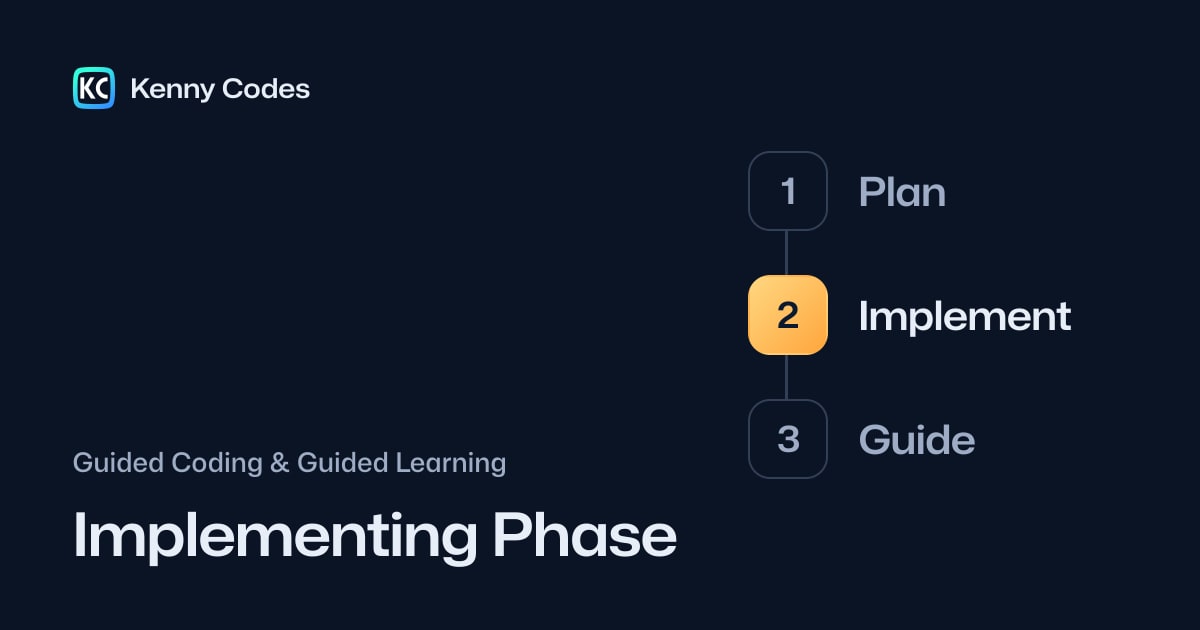 KC Kenny Codes
1 Plan
2 Implement
3 Guide
Guided Coding & Guided Learning
Implementing Phase